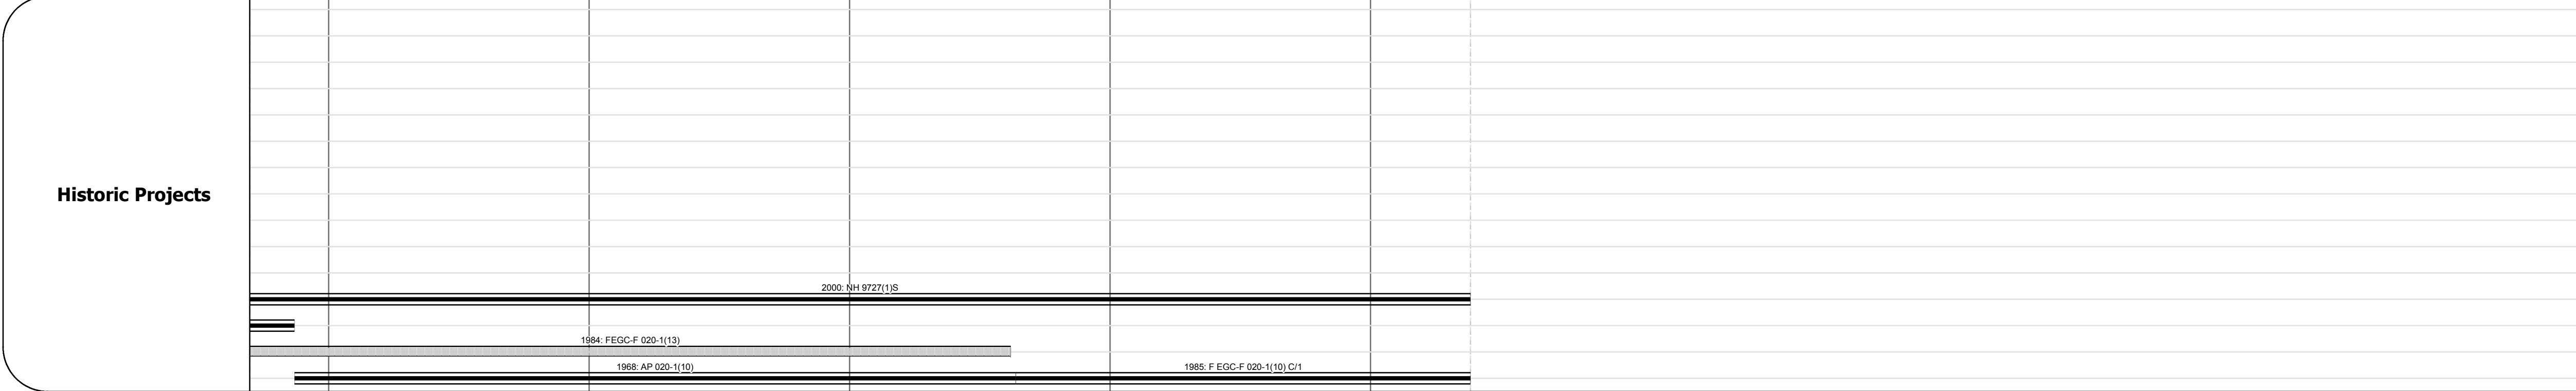 Historic Projects
2000: NH 9727(1)S
1984: FEGC-F 020-1(13)
1968: AP 020-1(10)
1985: F EGC-F 020-1(10) C/1